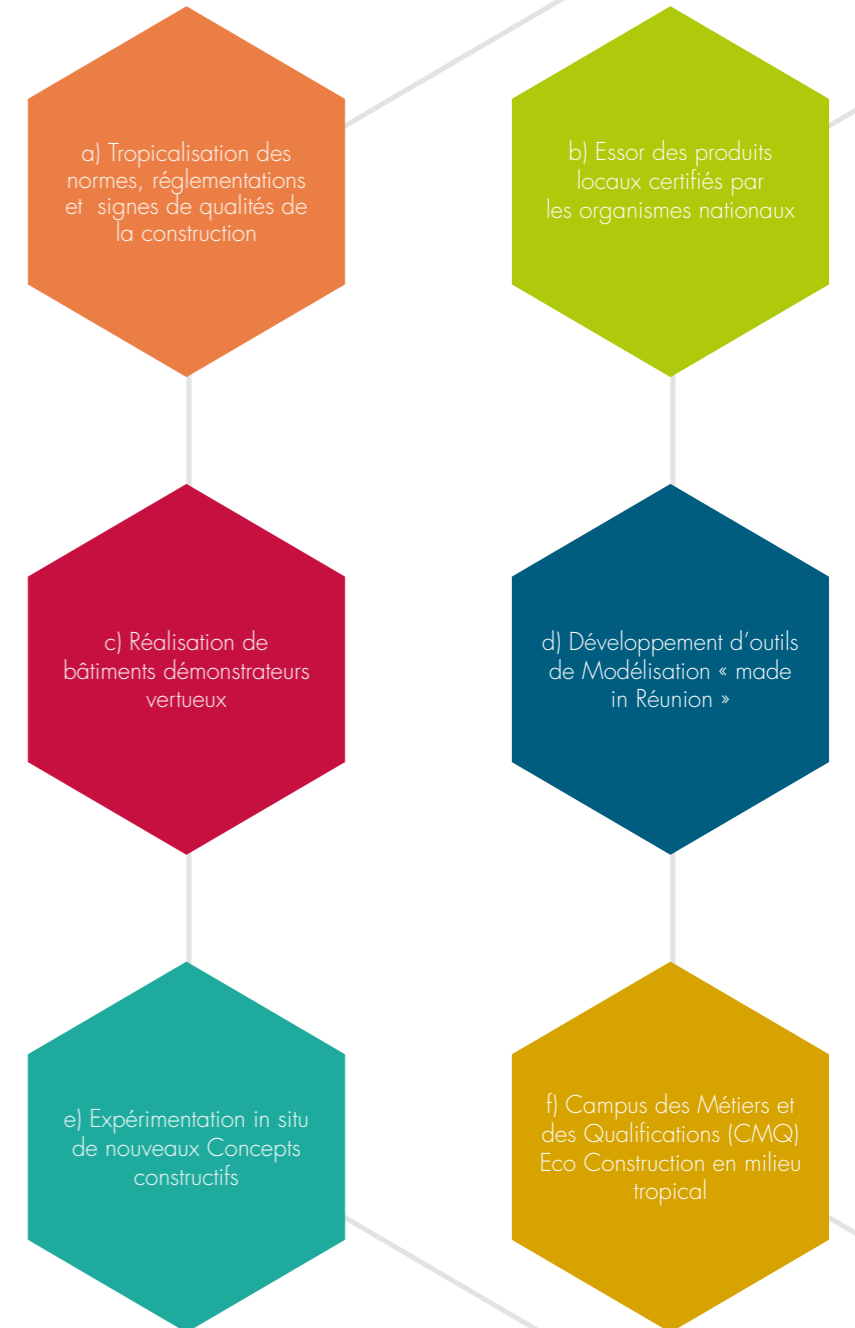 a) Tropicalisation des
normes, réglementations
et signes de qualités de
la construction
b) Essor des produits
locaux certifiés par
les organismes nationaux
c) Réalisation de
bâtiments démonstrateurs
vertueux
d) Développement d’outils
de Modélisation « made
in Réunion »
e) Expérimentation in situ
de nouveaux Concepts
constructifs
f) Campus des Métiers et
des Qualifications (CMQ)
Eco Construction en milieu
tropical